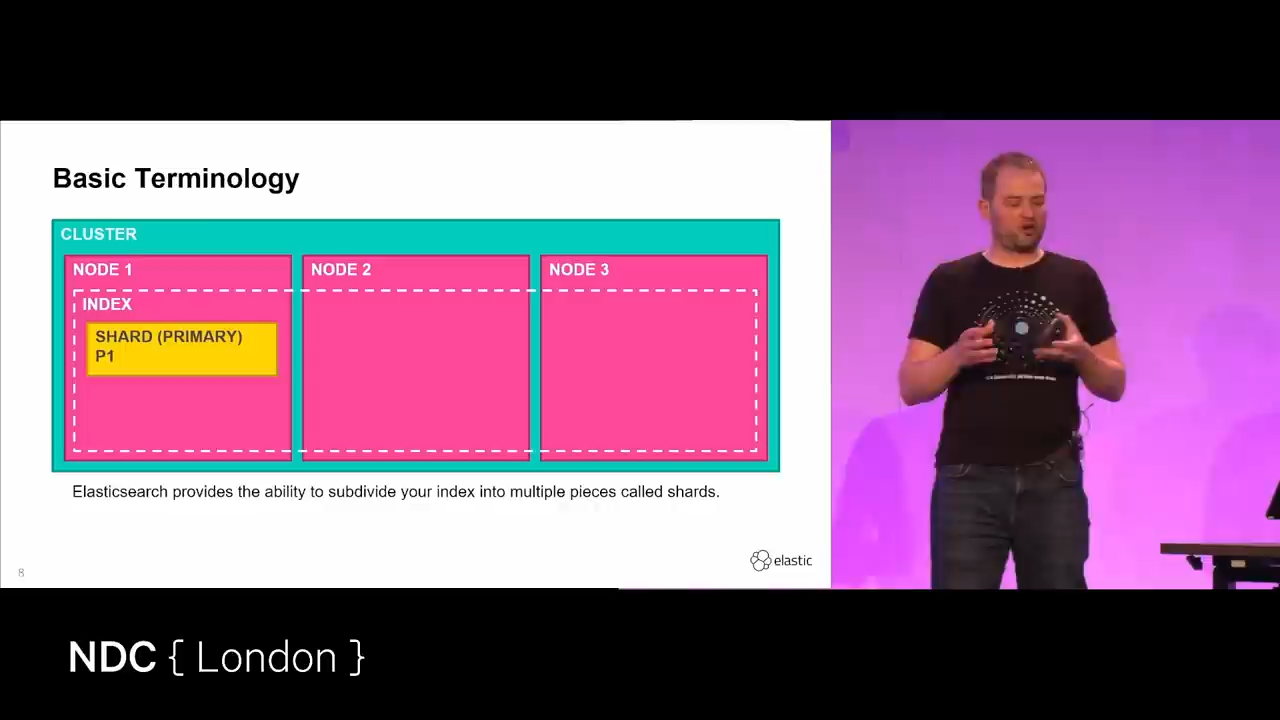 Basic Terminology
CLUSTER
NODE 1
NODE 2
NODE 3
INDEX
SHARD (PRIMARY)
P1
Elasticsearch provides the ability to subdivide your index into multiple pieces called shards.
8
elastic
NDC { London }